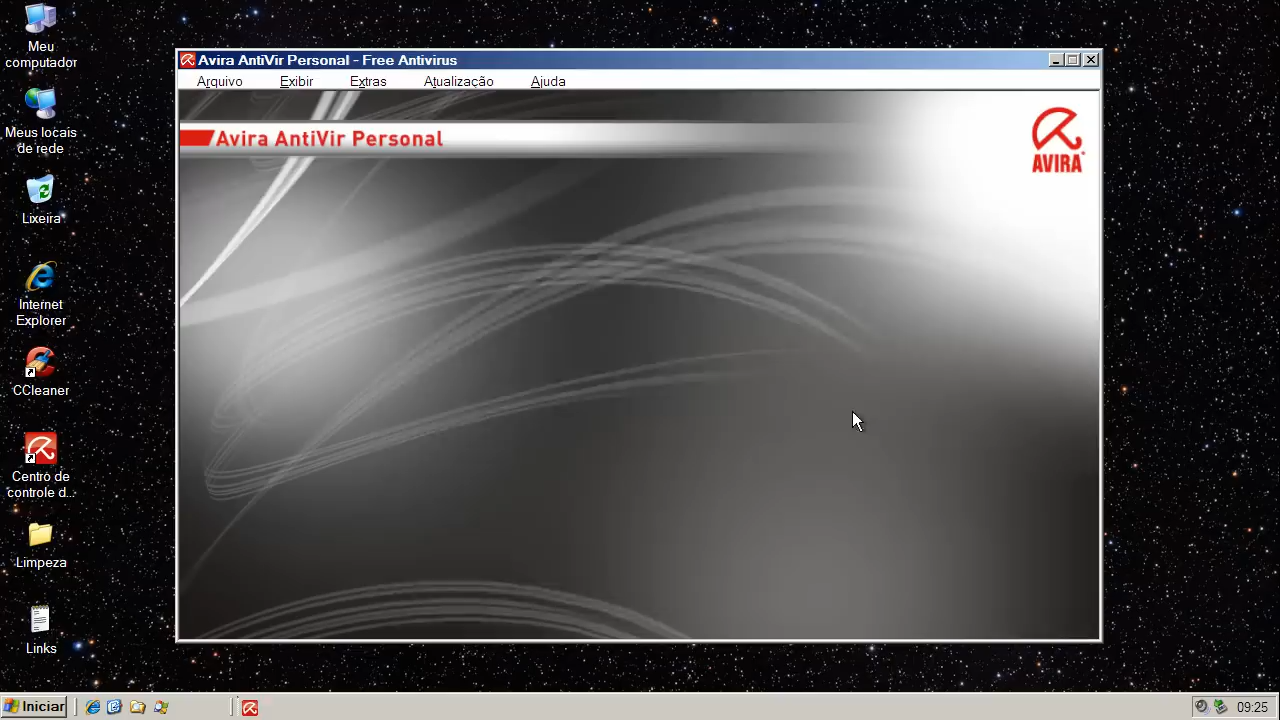 Meu
computador
Meus locais
de rede
Lixeira
Internet
Explorer
CCleaner
Centro de
controle d...
Limpeza
Links
Avira AntiVir Personal - Free Antivirus
Arquivo Exibir Extras Atualização Ajuda
Avira AntiVir Personal
AVIRA
Iniciar
09:25